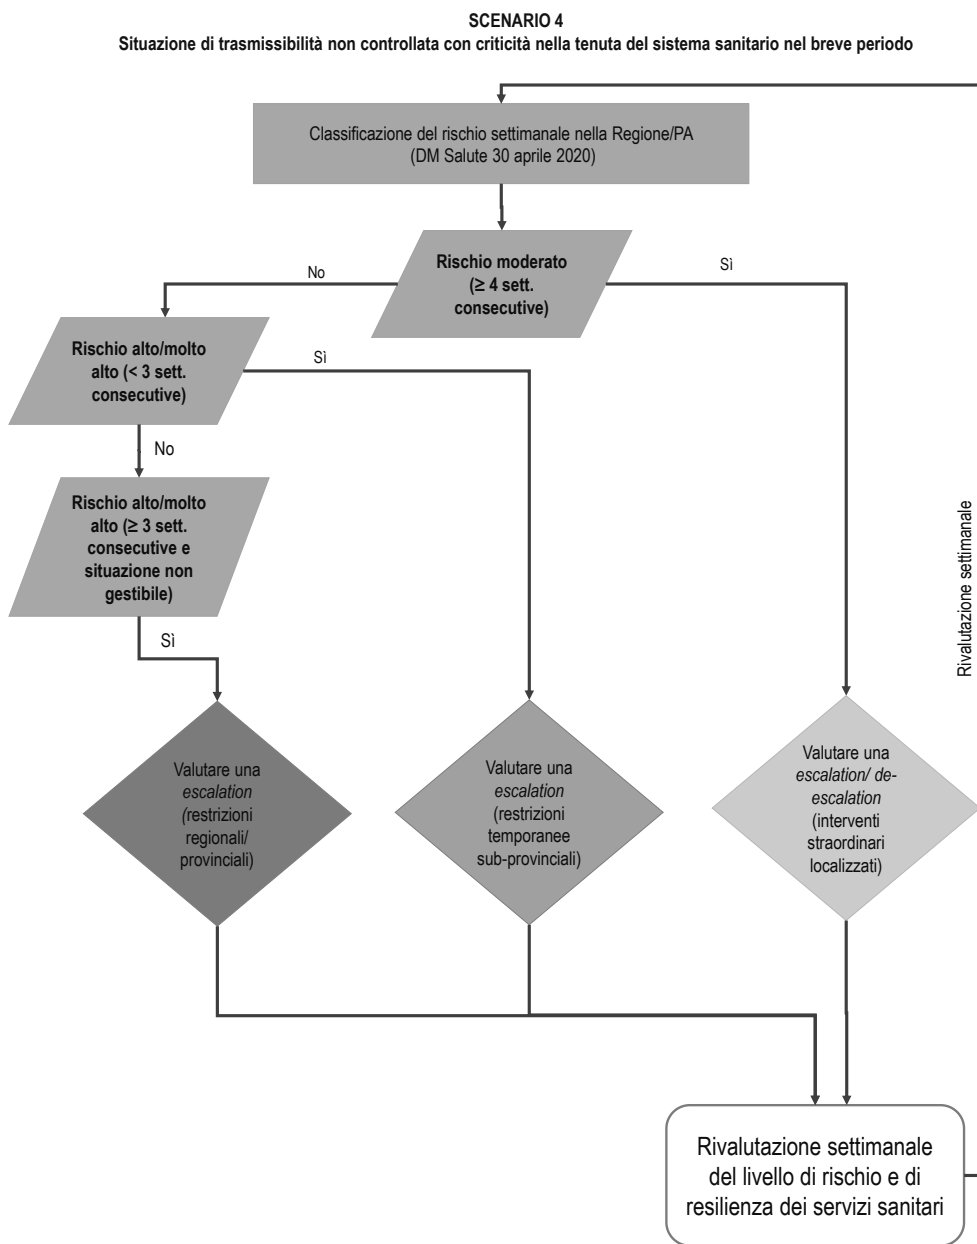 SCENARIO 4
Situazione di trasmissibilità non controllata con criticità nella tenuta del sistema sanitario nel breve periodo
Classificazione del rischio settimanale nella Regione/PA
(DM Salute 30 aprile 2020)
Rischio moderato
(≥ 4 sett.
consecutive)
No
Sì
Rischio alto/molto
alto (< 3 sett.
consecutive)
Sì
No
Rischio alto/molto
alto (≥ 3 sett.
consecutive e
situazione non
gestibile)
Sì
Rivalutazione settimanale
Valutare una
escalation
(restrizioni
regionali/
provinciali)
Valutare una
escalation
(restrizioni
temporanee
sub-provinciali)
Valutare una
escalation/ de-
escalation
(interventi
straordinari
localizzati)
Rivalutazione settimanale
del livello di rischio e di
resilienza dei servizi sanitari